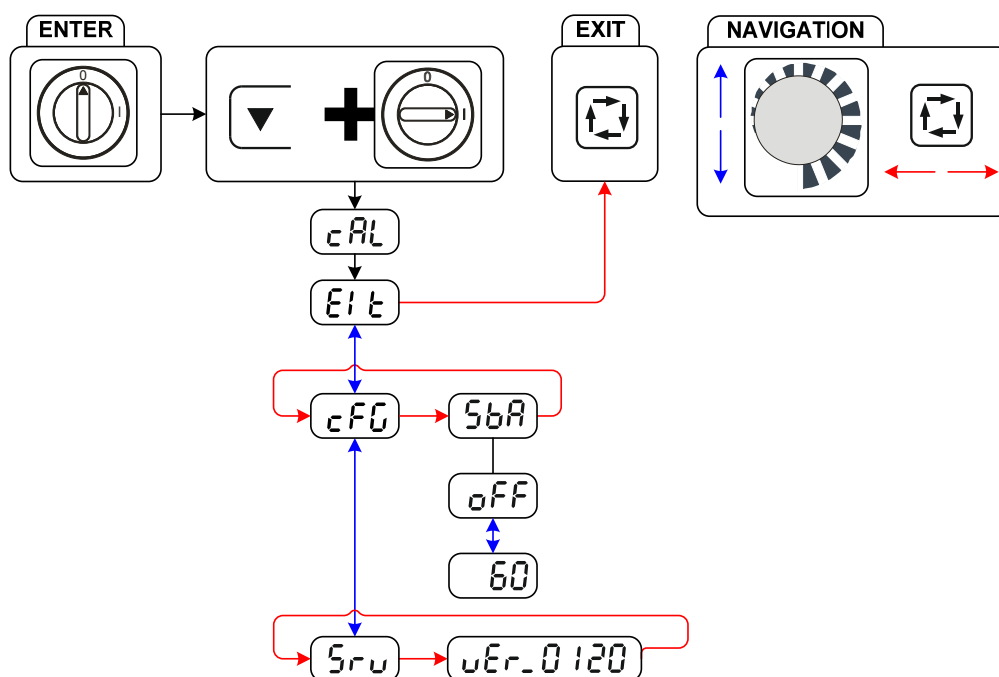 ENTER
EXIT
NAVIGATION
0
I
0
I
cAL
EIt
cFG
SbA
oFF
60
Srv
vEr_0120